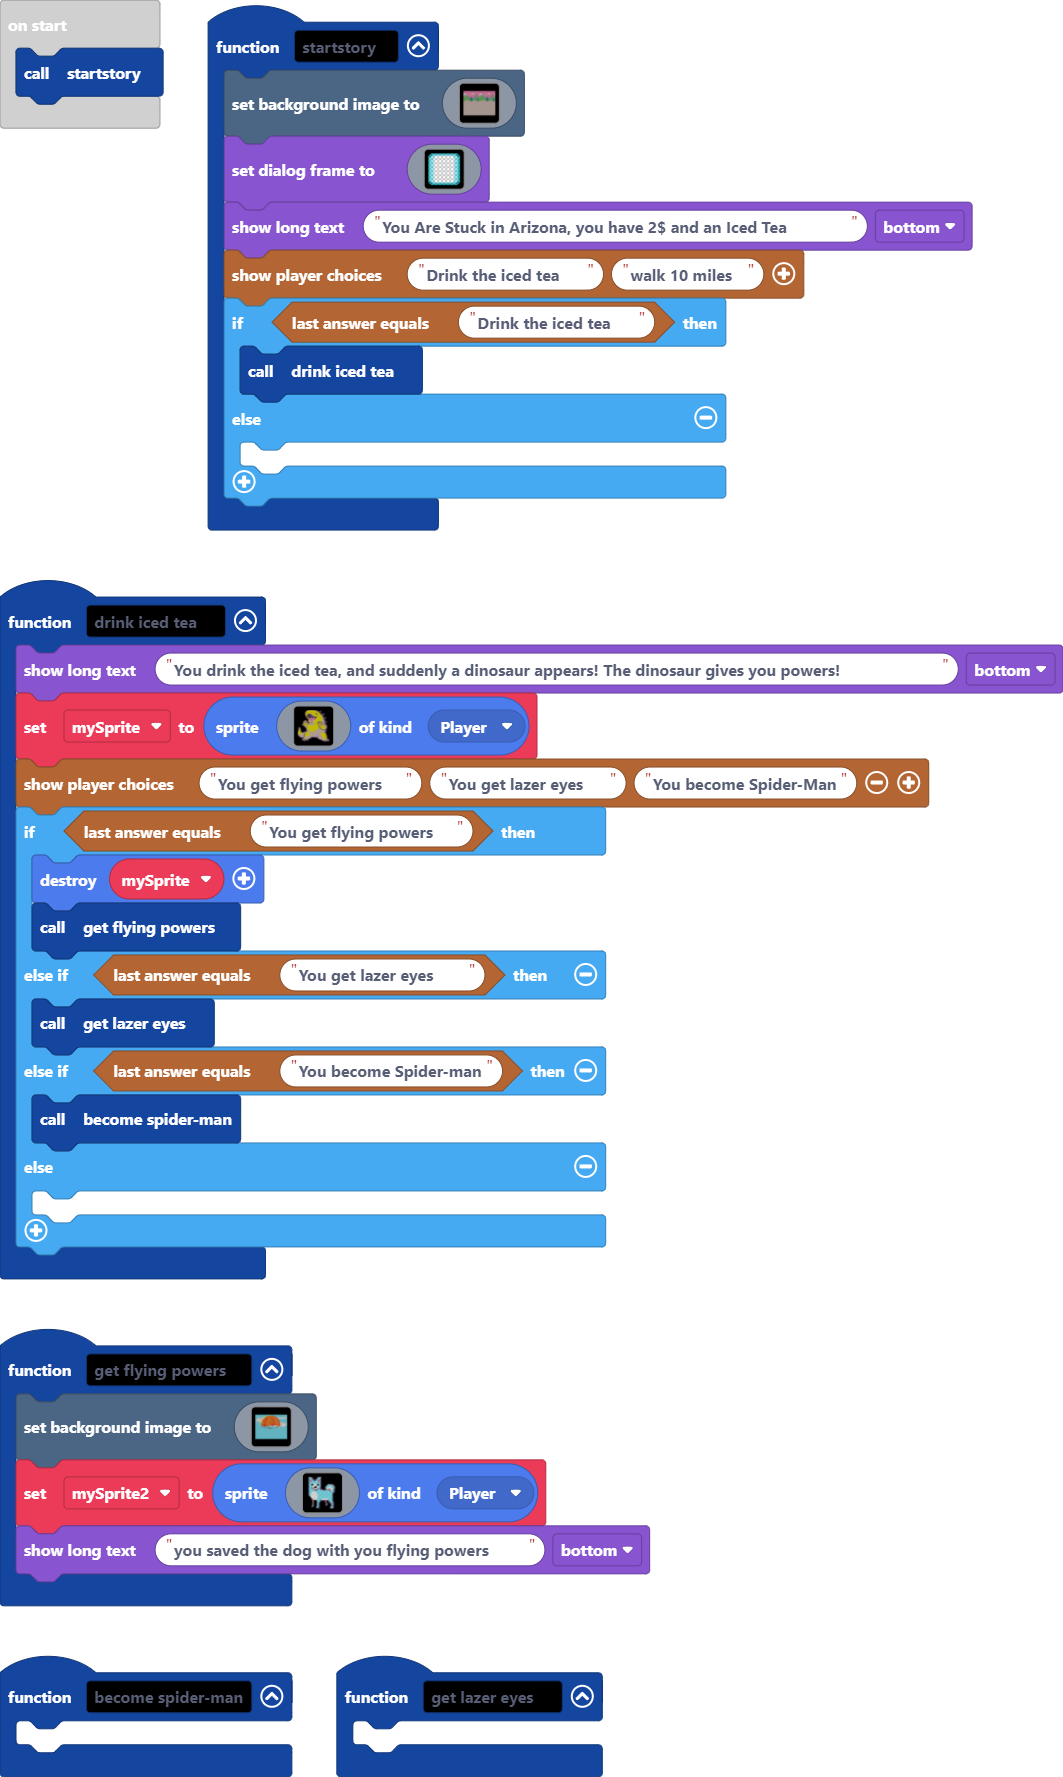 on start
call startstory
function startstory
set background image to
set dialog frame to
show long text "You Are Stuck in Arizona, you have 2$ and an Iced Tea" bottom
show player choices "Drink the iced tea" "walk 10 miles"
if last answer equals "Drink the iced tea" then
call drink iced tea
else
function drink iced tea
show long text "You drink the iced tea, and suddenly a dinosaur appears! The dinosaur gives you powers!" bottom
set mySprite to sprite of kind Player
show player choices "You get flying powers" "You get lazer eyes" "You become Spider-Man"
if last answer equals "You get flying powers" then
destroy mySprite
call get flying powers
else if last answer equals "You get lazer eyes" then
call get lazer eyes
else if last answer equals "You become Spider-man" then
call become spider-man
else
function get flying powers
set background image to
set mySprite2 to sprite of kind Player
show long text "you saved the dog with you flying powers" bottom
function become spider-man
function get lazer eyes